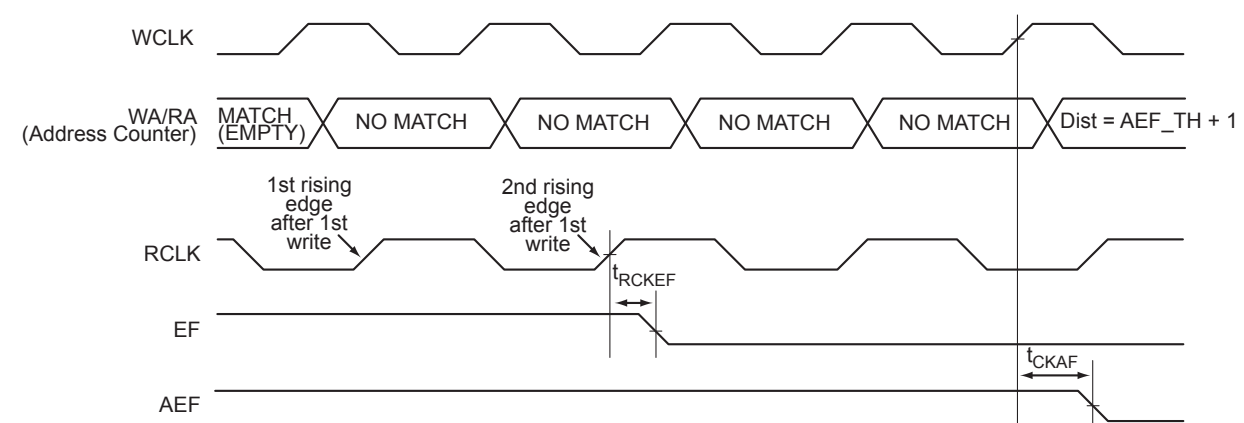 WCLK
WA/RA
(Address Counter)
MATCH
(EMPTY)
NO MATCH
NO MATCH
NO MATCH
NO MATCH
Dist = AEF_TH + 1
1st rising
edge
after 1st
write
2nd rising
edge
after 1st
write
RCLK
tRCKEF
EF
tCKAF
AEF